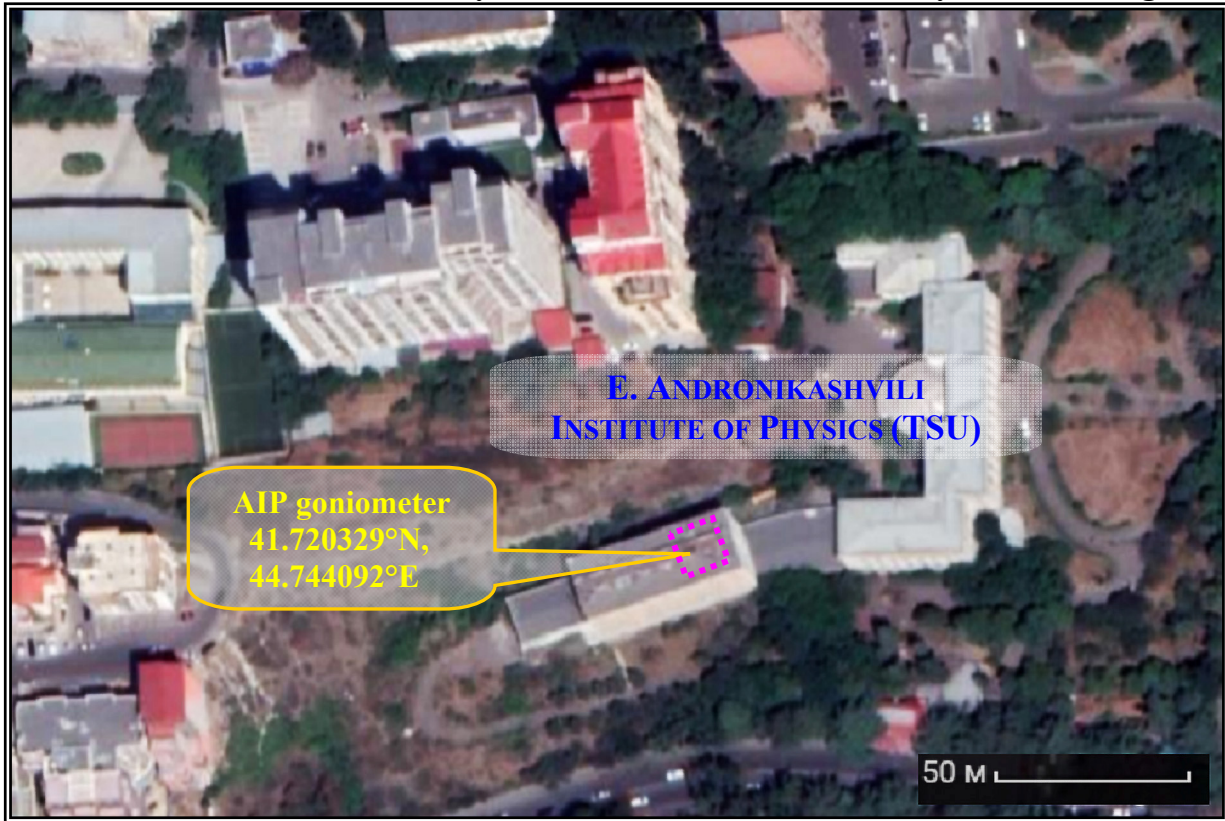 E. ANDRONIKASHVILI
INSTITUTE OF PHYSICS (TSU)
AIP goniometer
41.720329°N,
44.744092°E
50 м